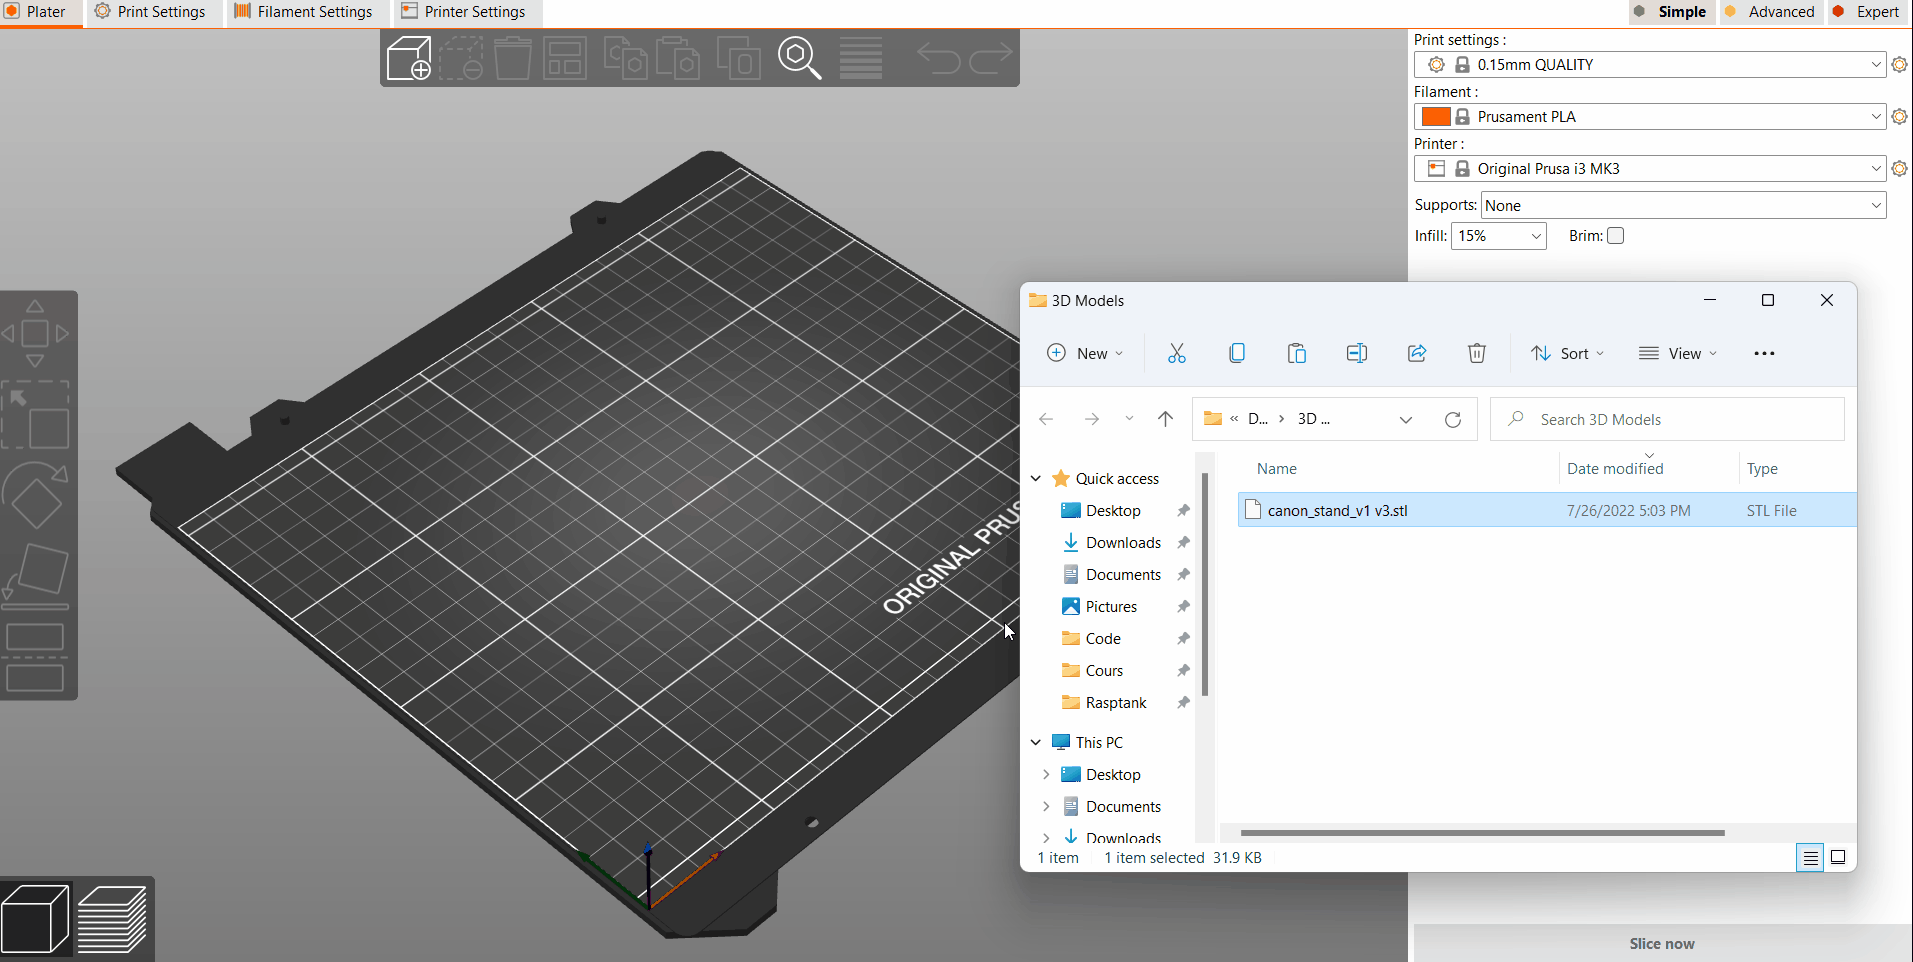 Plater
Print Settings
Filament Settings
Printer Settings
Simple
Advanced
Expert
Print settings :
0.15mm QUALITY
Filament :
Prusament PLA
Printer :
Original Prusa i3 MK3
Supports: None
Infill: 15%
Brim:
ORIGINAL PRUS
3D Models
New
Sort
View
« D... › 3D ...
Search 3D Models
Name
Date modified
Type
canon_stand_v1 v3.stl
7/26/2022 5:03 PM
STL File
Quick access
Desktop
Downloads
Documents
Pictures
Code
Cours
Rasptank
This PC
Desktop
Documents
Downloads
1 item
1 item selected 31.9 KB
Slice now